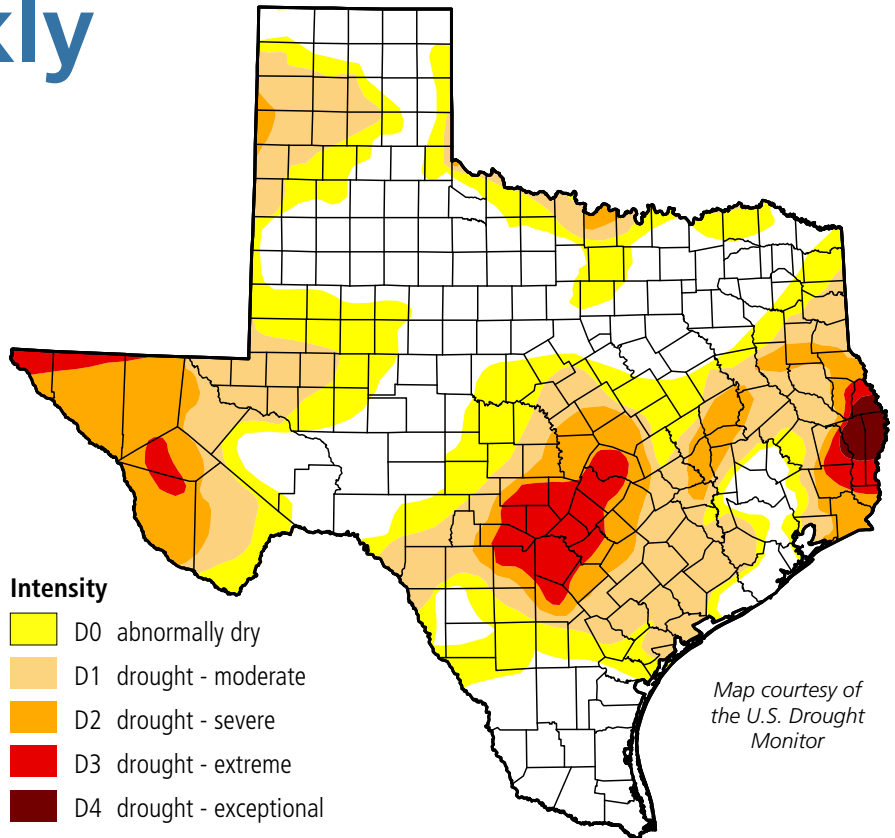 kly
Intensity
D0 abnormally dry
D1 drought - moderate
D2 drought - severe
D3 drought - extreme
D4 drought - exceptional
Map courtesy of
the U.S. Drought
Monitor